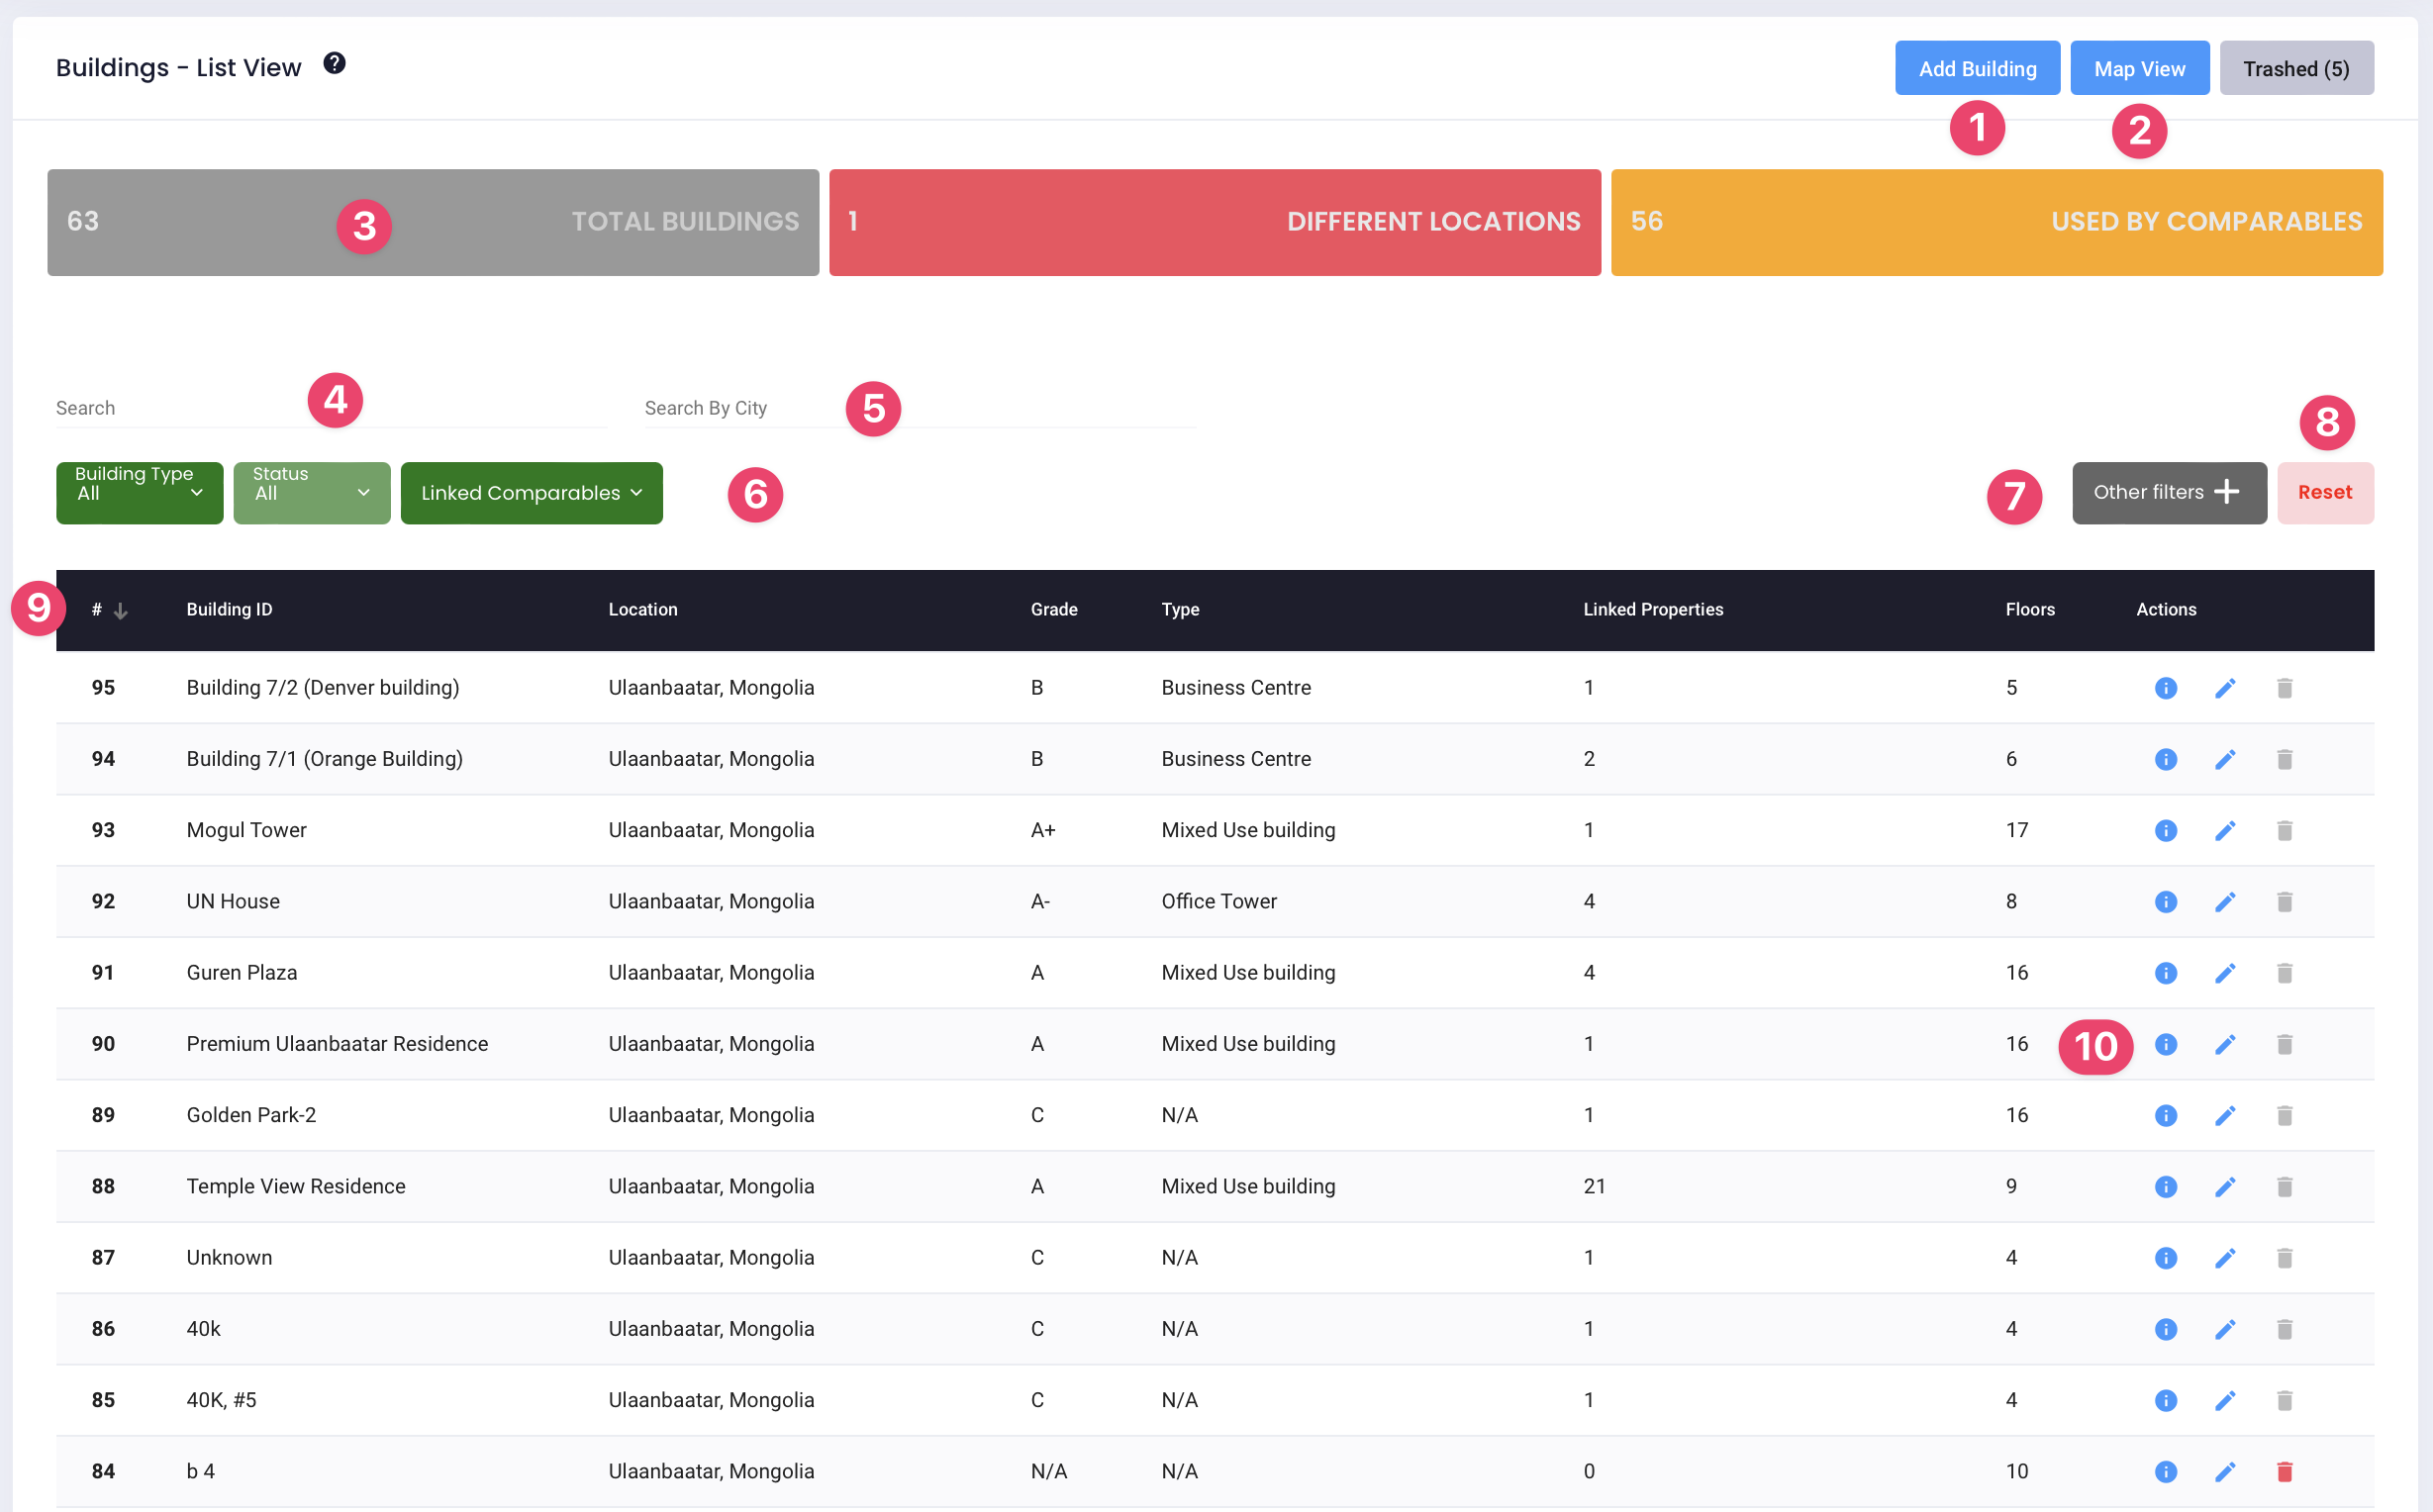 Buildings - List View ?
Add Building Map View Trashed (5)
1 2
63 3 TOTAL BUILDINGS
1 DIFFERENT LOCATIONS
56 USED BY COMPARABLES
Search 4
Search By City 5
8
Building Type
All
Status
All
Linked Comparables
6
7
Other filters +
Reset
9
# Building ID Location Grade Type Linked Properties Floors Actions
95 Building 7/2 (Denver building) Ulaanbaatar, Mongolia B Business Centre 1 5
94 Building 7/1 (Orange Building) Ulaanbaatar, Mongolia B Business Centre 2 6
93 Mogul Tower Ulaanbaatar, Mongolia A+ Mixed Use building 1 17
92 UN House Ulaanbaatar, Mongolia A- Office Tower 4 8
91 Guren Plaza Ulaanbaatar, Mongolia A Mixed Use building 4 16
90 Premium Ulaanbaatar Residence Ulaanbaatar, Mongolia A Mixed Use building 1 16 10
89 Golden Park-2 Ulaanbaatar, Mongolia C N/A 1 16
88 Temple View Residence Ulaanbaatar, Mongolia A Mixed Use building 21 9
87 Unknown Ulaanbaatar, Mongolia C N/A 1 4
86 40k Ulaanbaatar, Mongolia C N/A 1 4
85 40K, #5 Ulaanbaatar, Mongolia C N/A 1 4
84 b 4 Ulaanbaatar, Mongolia N/A N/A 0 10